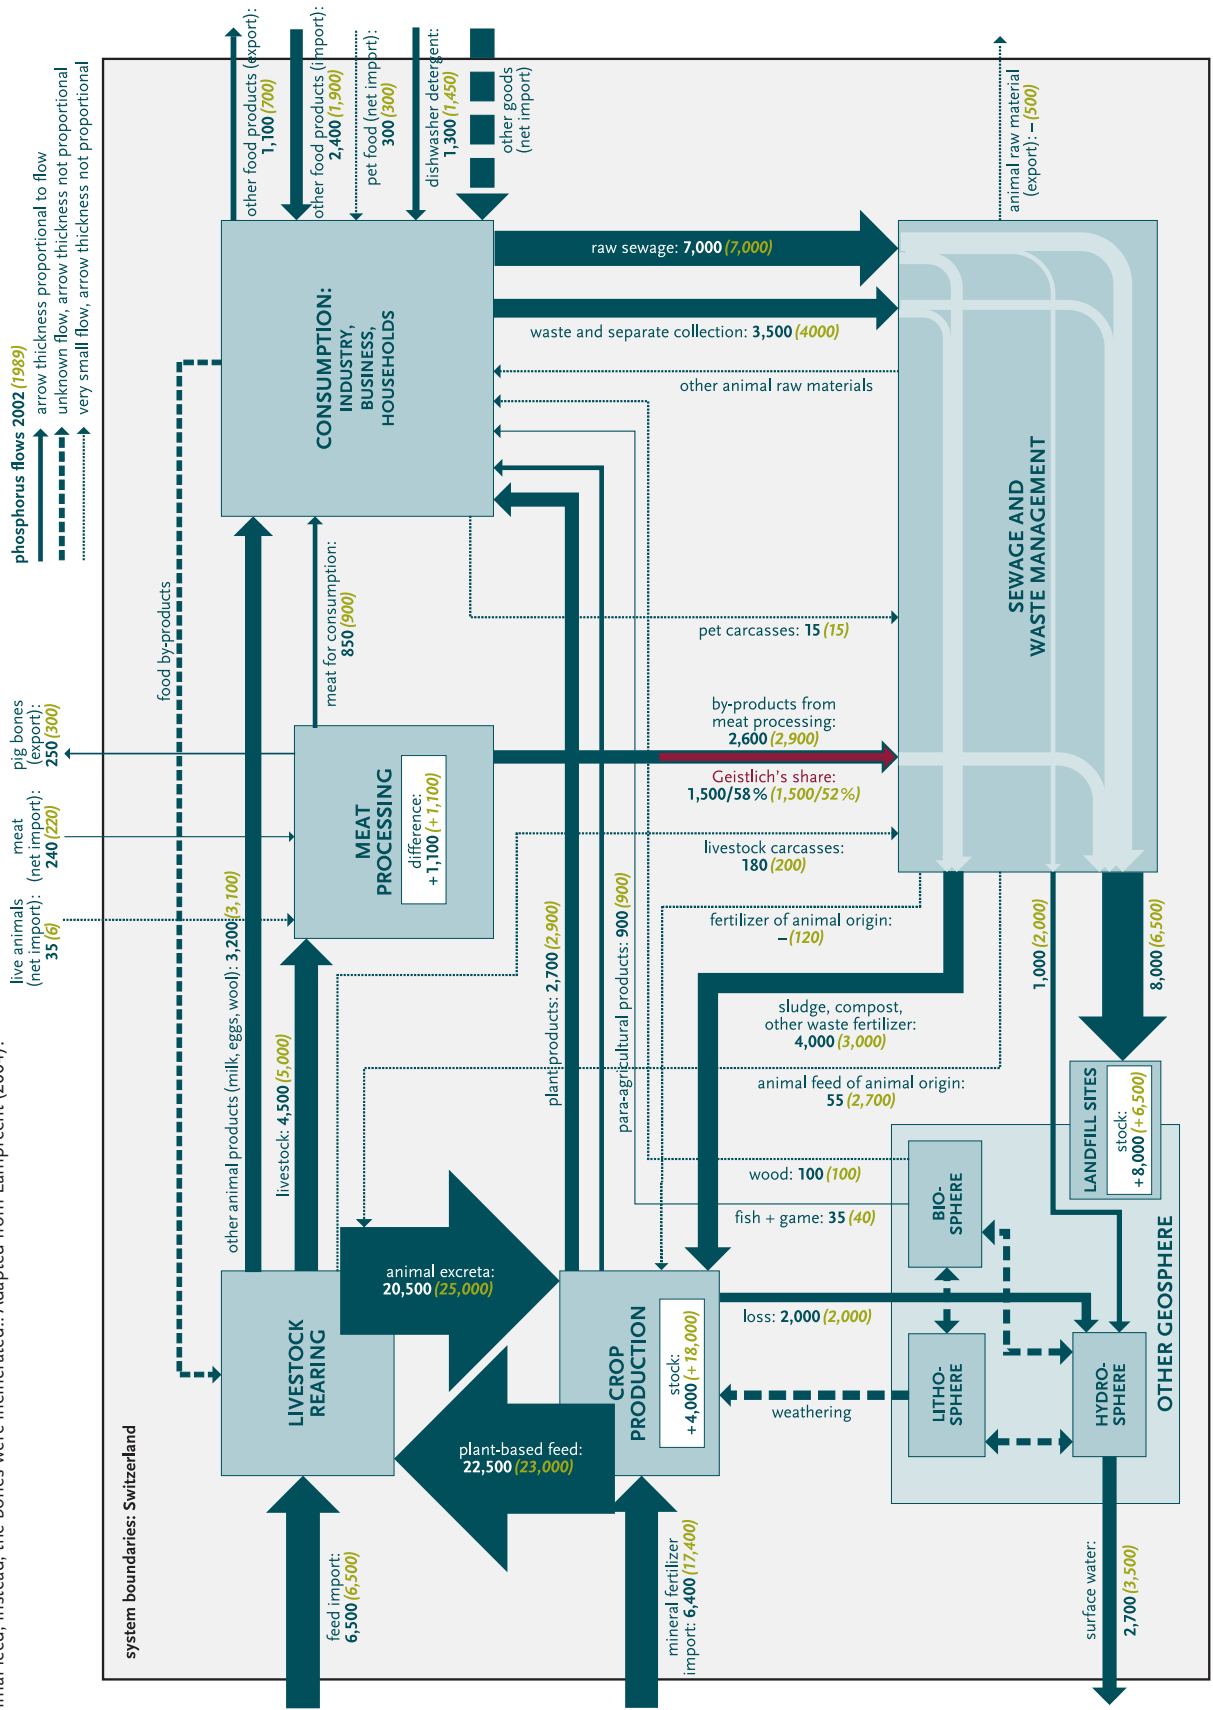 imal feed; instead, the bones were incinerated.. Adapted from Lamprecht (2004).
phosphorus flows 2002 (1989)
arrow thickness proportional to flow
unknown flow, arrow thickness not proportional
very small flow, arrow thickness not proportional
system boundaries: Switzerland
live animals
(net import):
35 (6)
meat
(net import):
240 (220)
pig bones
(export):
250 (300)
food by-products
other food products (export):
1,100 (700)
other food products (import):
2,400 (1,900)
pet food (net import):
300 (300)
dishwasher detergent:
1,300 (1,450)
other goods
(net import)
CONSUMPTION:
INDUSTRY,
BUSINESS,
HOUSEHOLDS
other animal products (milk, eggs, wool): 3,200 (3,100)
meat for consumption:
850 (900)
MEAT
PROCESSING
difference:
+1,100 (+ 1,100)
livestock: 4,500 (5,000)
LIVESTOCK
REARING
feed import:
6,500 (6,500)
animal excreta:
20,500 (25,000)
plant-based feed:
22,500 (23,000)
CROP
PRODUCTION
stock:
+4,000 (+ 18,000)
mineral fertilizer
import: 6,400 (17,400)
plant products: 2,700 (2,900)
para-agricultural products: 900 (900)
raw sewage: 7,000 (7,000)
waste and separate collection: 3,500 (4000)
other animal raw materials
pet carcasses: 15 (15)
by-products from
meat processing:
2,600 (2,900)
Geistlich's share:
1,500/58% (1,500/52%)
livestock carcasses:
180 (200)
fertilizer of animal origin:
– (120)
sludge, compost,
other waste fertilizer:
4,000 (3,000)
animal feed of animal origin:
55 (2,700)
wood: 100 (100)
fish + game: 35 (40)
loss: 2,000 (2,000)
weathering
SEWAGE AND
WASTE MANAGEMENT
animal raw material
(export): – (500)
1,000 (2,000)
8,000 (6,500)
LANDFILL SITES
stock:
+8,000 (+ 6,500)
BIO-
SPHERE
LITHO-
SPHERE
HYDRO-
SPHERE
OTHER GEOSPHERE
surface water:
2,700 (3,500)